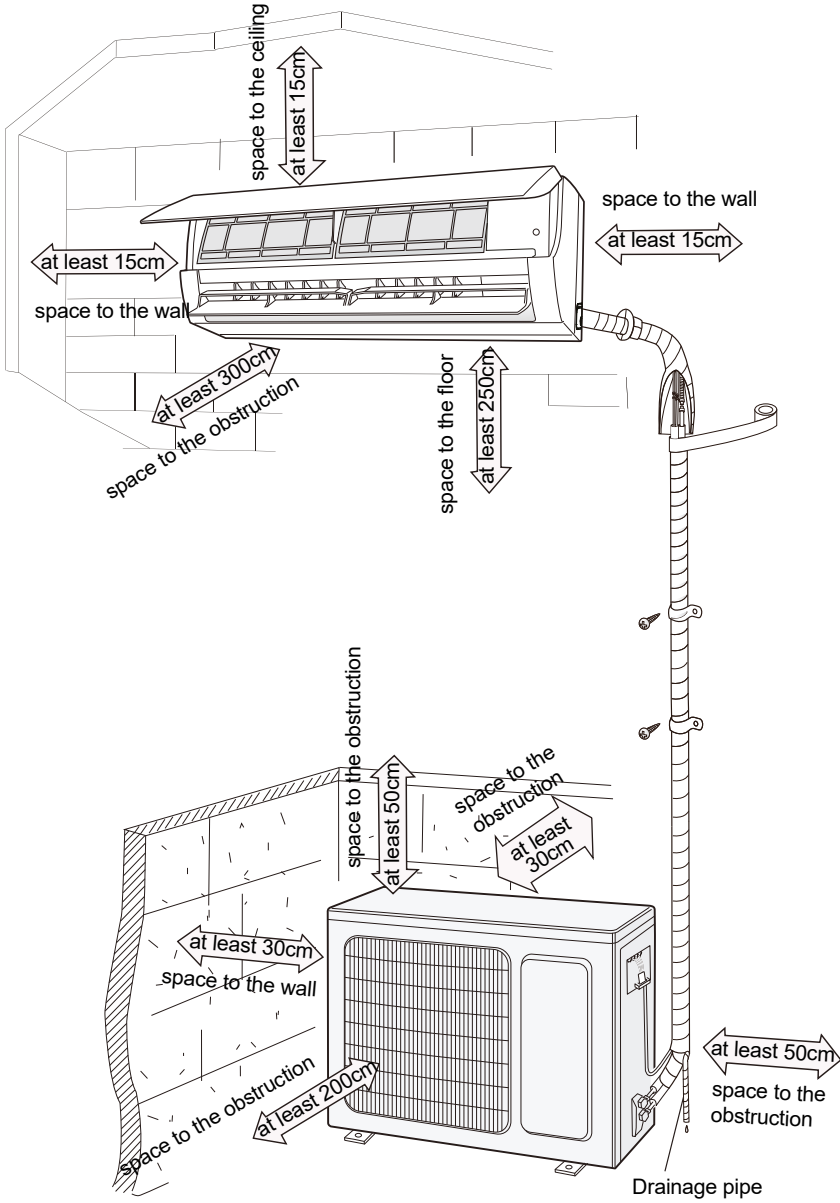 space to the ceiling
at least 15cm
space to the wall
at least 15cm
at least 15cm
space to the wall
at least 300cm
space to the obstruction
space to the floor
at least 250cm
space to the obstruction
at least 50cm
space to the
obstruction
at least
30cm
at least 30cm
space to the wall
space to the obstruction
at least 200cm
at least 50cm
space to the
obstruction
Drainage pipe